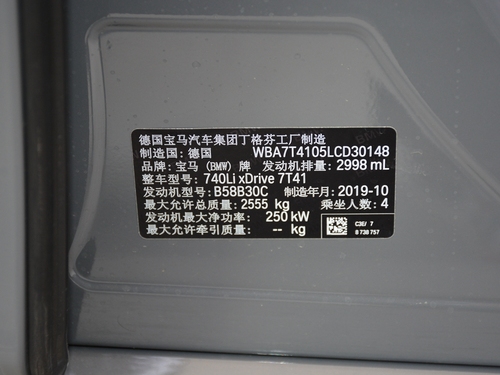 德国宝马汽车集团丁格芬工厂制造
制造国：德国 WBA7T4105LCD30148
品牌：宝马 (BMW) 牌 发动机排量：2998 mL
整车型号：740Li xDrive 7T41
发动机型号：B58B30C 制造年月：2019-10
最大允许总质量：2555 kg 乘坐人数：4
发动机最大净功率：250 kW
最大允许牵引质量： -- kg
C3E/ 7
8 738 757